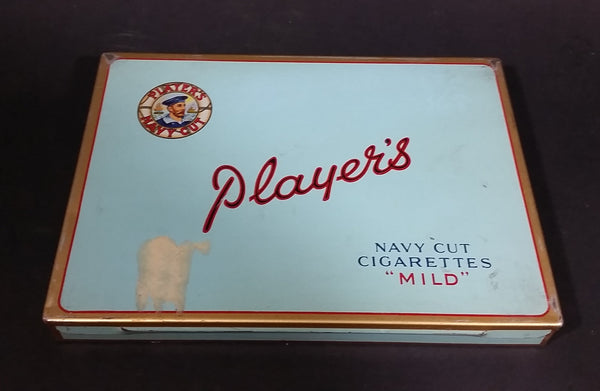 PLAYER'S
NAVY CUT
Player's
NAVY CUT
CIGARETTES
"MILD"